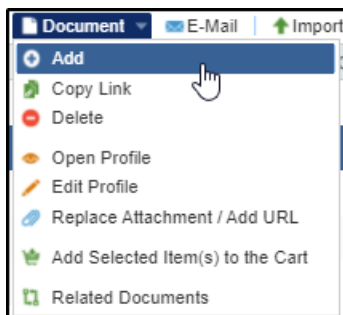 Document E-Mail Import
Add
Copy Link
Delete
Open Profile
Edit Profile
Replace Attachment / Add URL
Add Selected Item(s) to the Cart
Related Documents